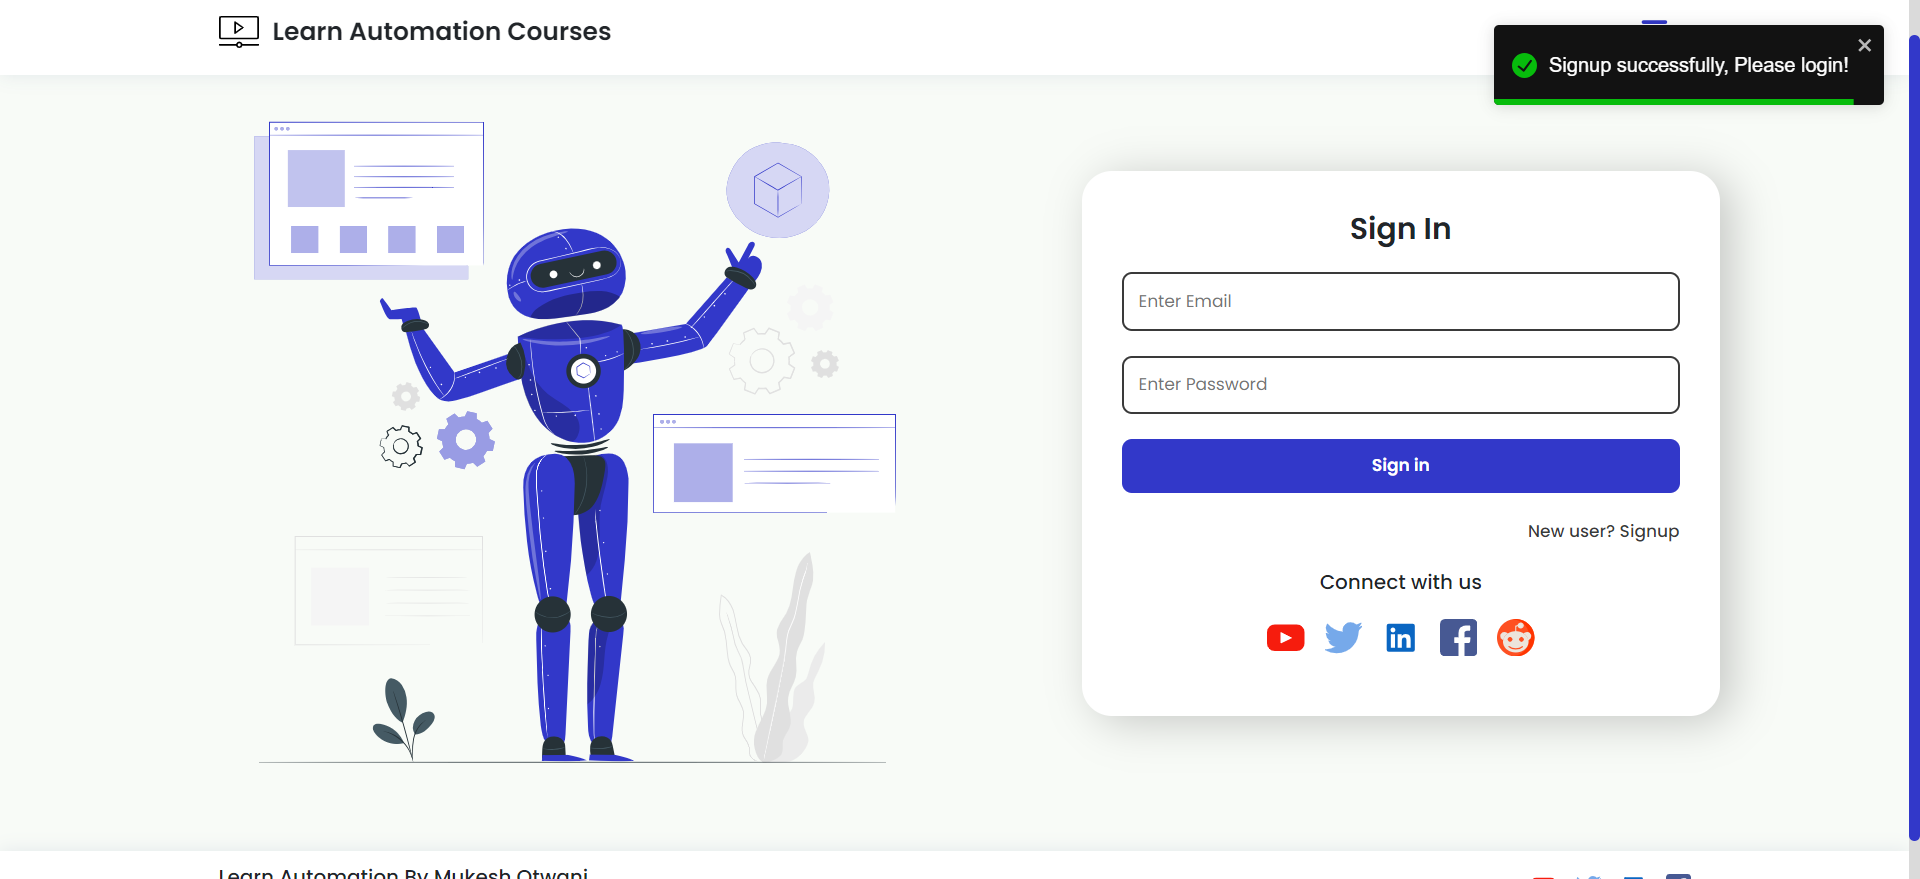 Learn Automation Courses
Signup successfully, Please login!
Sign In
Enter Email
Enter Password
Sign in
New user? Signup
Connect with us
Learn Automation By Mukesh Otwani